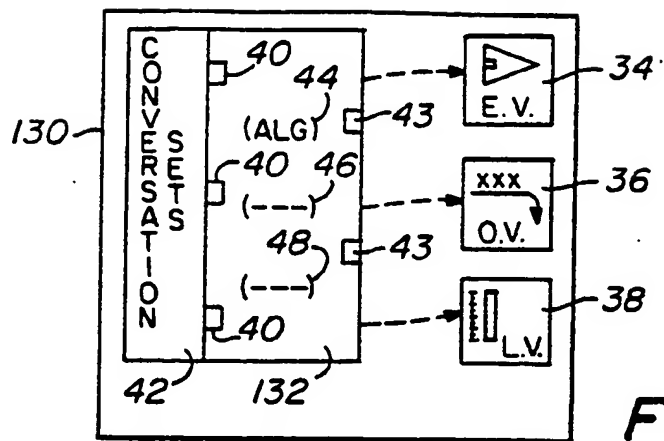 CONVERSATION
SETS
40
44
(ALG)
43
34
E.V.
130
40
46
(---)
xxx
36
O.V.
43
48
(---)
40
38
L.V.
42
132
F